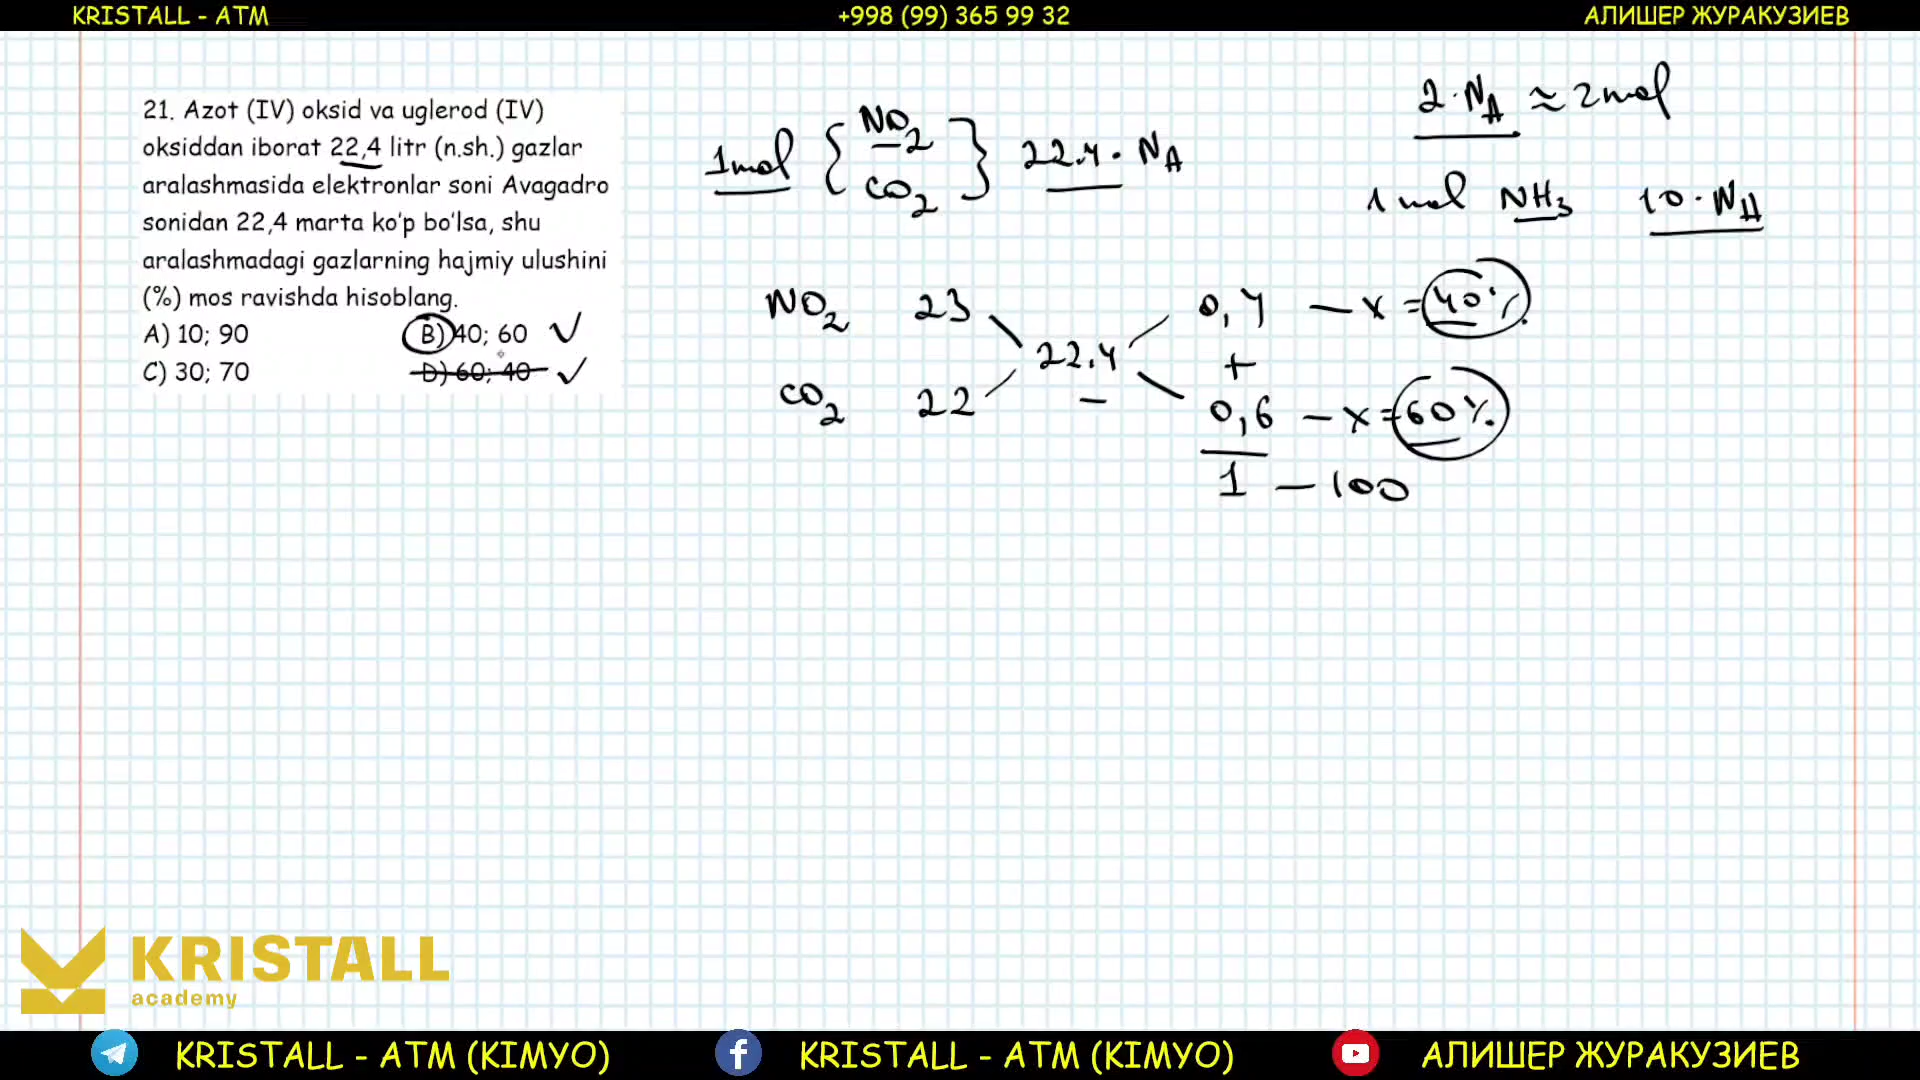 KRISTALL - ATM
+998 (99) 365 99 32
АЛИШЕР ЖУРАКУЗИЕВ
21. Azot (IV) oksid va uglerod (IV)
oksiddan iborat 22,4 litr (n.sh.) gazlar
aralashmasida elektronlar soni Avagadro
sonidan 22,4 marta ko'p bo'lsa, shu
aralashmadagi gazlarning hajmiy ulushini
(%) mos ravishda hisoblang.
A) 10; 90 B) 40; 60
C) 30; 70 D) 60; 40
1mol { NO2 CO2 } 22.4 · NA
2 · NA ≈ 2mol
1 mol NH3 10 · NA
NO2 23 0,4 — x = 40%
22.4 +
CO2 22 0,6 — x = 60%
1 — 100
KRISTALL
academy
KRISTALL - ATM (KIMYO)
KRISTALL - ATM (KIMYO)
АЛИШЕР ЖУРАКУЗИЕВ